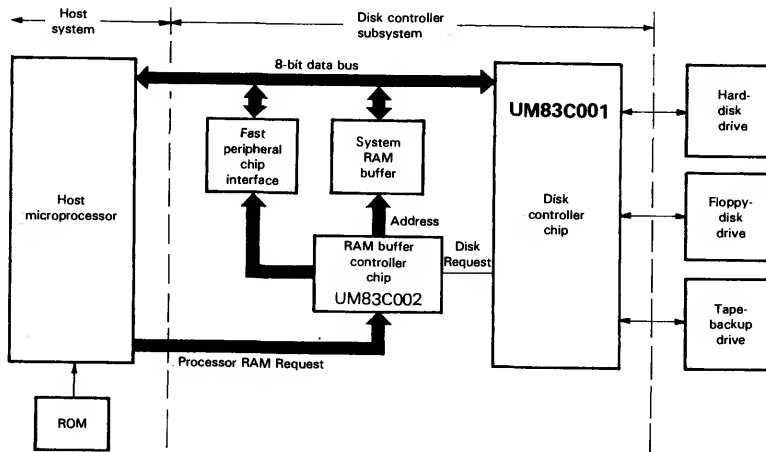 Host
system
Disk controller
subsystem
8-bit data bus
UM83C001
Hard-
disk
drive
Fast
peripheral
chip
interface
System
RAM
buffer
Host
microprocessor
Disk
controller
chip
Floppy-
disk
drive
Address
RAM buffer
controller
chip
UM83C002
Disk
Request
Tape-
backup
drive
Processor RAM Request
ROM